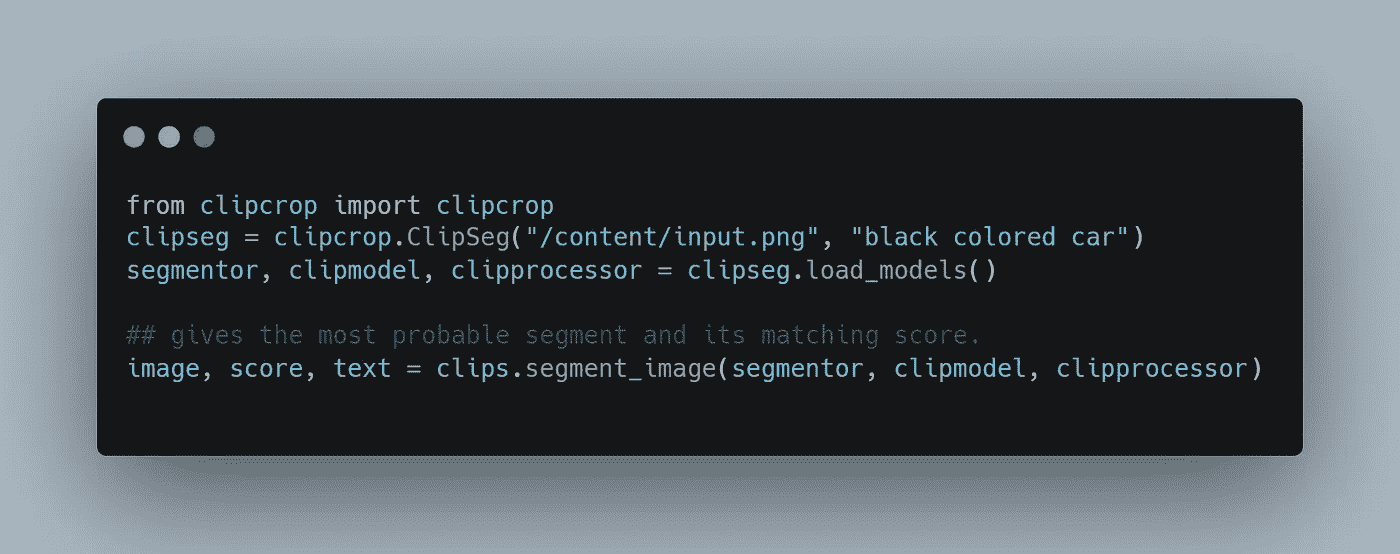 from clipcrop import clipcrop
clipseg = clipcrop.ClipSeg("/content/input.png", "black colored car")
segmentor, clipmodel, clipprocessor = clipseg.load_models()
## gives the most probable segment and its matching score.
image, score, text = clips.segment_image(segmentor, clipmodel, clipprocessor)